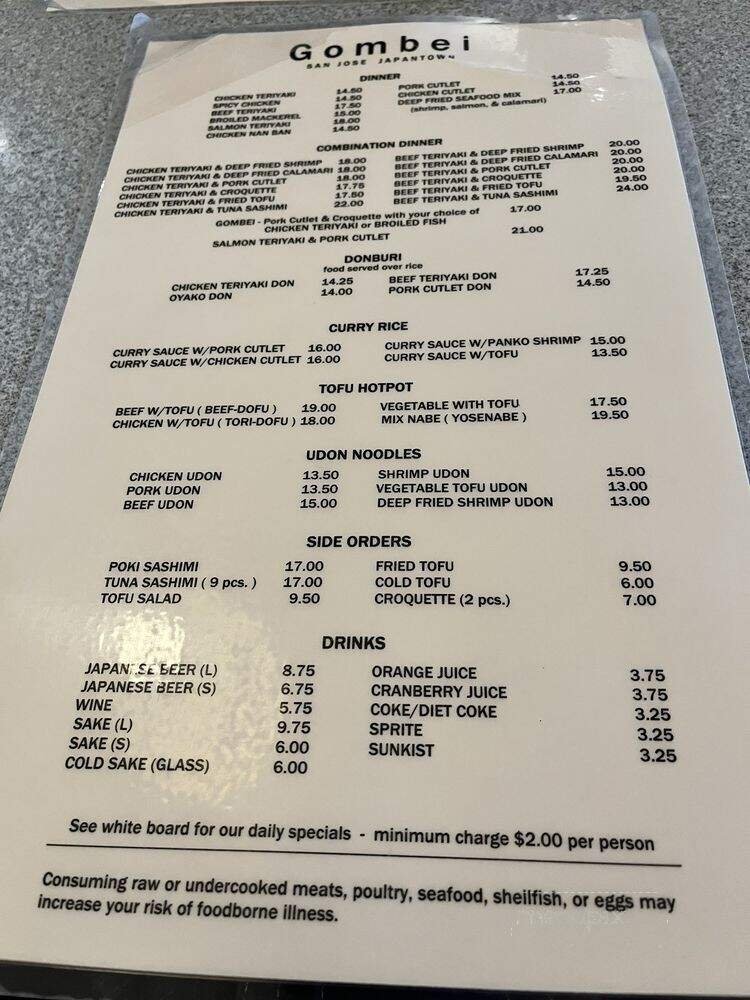 Gombei
SAN JOSE JAPANTOWN
DINNER
CHICKEN TERIYAKI 14.50
SPICY CHICKEN 14.50
BEEF TERIYAKI 17.50
BROILED MACKEREL 15.00
SALMON TERIYAKI 18.00
CHICKEN NAN BAN 14.50
PORK CUTLET 14.50
CHICKEN CUTLET 14.50
DEEP FRIED SEAFOOD MIX 17.00
(shrimp, salmon, & calamari)
COMBINATION DINNER
CHICKEN TERIYAKI & DEEP FRIED SHRIMP 18.00
CHICKEN TERIYAKI & DEEP FRIED CALAMARI 18.00
CHICKEN TERIYAKI & PORK CUTLET 18.00
CHICKEN TERIYAKI & CROQUETTE 17.75
CHICKEN TERIYAKI & FRIED TOFU 17.50
CHICKEN TERIYAKI & TUNA SASHIMI 22.00
BEEF TERIYAKI & DEEP FRIED SHRIMP 20.00
BEEF TERIYAKI & DEEP FRIED CALAMARI 20.00
BEEF TERIYAKI & PORK CUTLET 20.00
BEEF TERIYAKI & CROQUETTE 20.00
BEEF TERIYAKI & FRIED TOFU 19.50
BEEF TERIYAKI & TUNA SASHIMI 24.00
GOMBEI - Pork Cutlet & Croquette with your choice of 17.00
CHICKEN TERIYAKI or BROILED FISH
SALMON TERIYAKI & PORK CUTLET 21.00
DONBURI
food served over rice
CHICKEN TERIYAKI DON 14.25
OYAKO DON 14.00
BEEF TERIYAKI DON 17.25
PORK CUTLET DON 14.50
CURRY RICE
CURRY SAUCE W/PORK CUTLET 16.00
CURRY SAUCE W/CHICKEN CUTLET 16.00
CURRY SAUCE W/PANKO SHRIMP 15.00
CURRY SAUCE W/TOFU 13.50
TOFU HOTPOT
BEEF W/TOFU ( BEEF-DOFU ) 19.00
CHICKEN W/TOFU ( TORI-DOFU ) 18.00
VEGETABLE WITH TOFU 17.50
MIX NABE ( YOSENABE ) 19.50
UDON NOODLES
CHICKEN UDON 13.50
PORK UDON 13.50
BEEF UDON 15.00
SHRIMP UDON 15.00
VEGETABLE TOFU UDON 13.00
DEEP FRIED SHRIMP UDON 13.00
SIDE ORDERS
POKI SASHIMI 17.00
TUNA SASHIMI ( 9 pcs. ) 17.00
TOFU SALAD 9.50
FRIED TOFU 9.50
COLD TOFU 6.00
CROQUETTE (2 pcs.) 7.00
DRINKS
JAPANESE BEER (L) 8.75
JAPANESE BEER (S) 6.75
WINE 5.75
SAKE (L) 9.75
SAKE (S) 6.00
COLD SAKE (GLASS) 6.00
ORANGE JUICE 3.75
CRANBERRY JUICE 3.75
COKE/DIET COKE 3.25
SPRITE 3.25
SUNKIST 3.25
See white board for our daily specials - minimum charge $2.00 per person
Consuming raw or undercooked meats, poultry, seafood, sheilfish, or eggs may
increase your risk of foodborne illness.